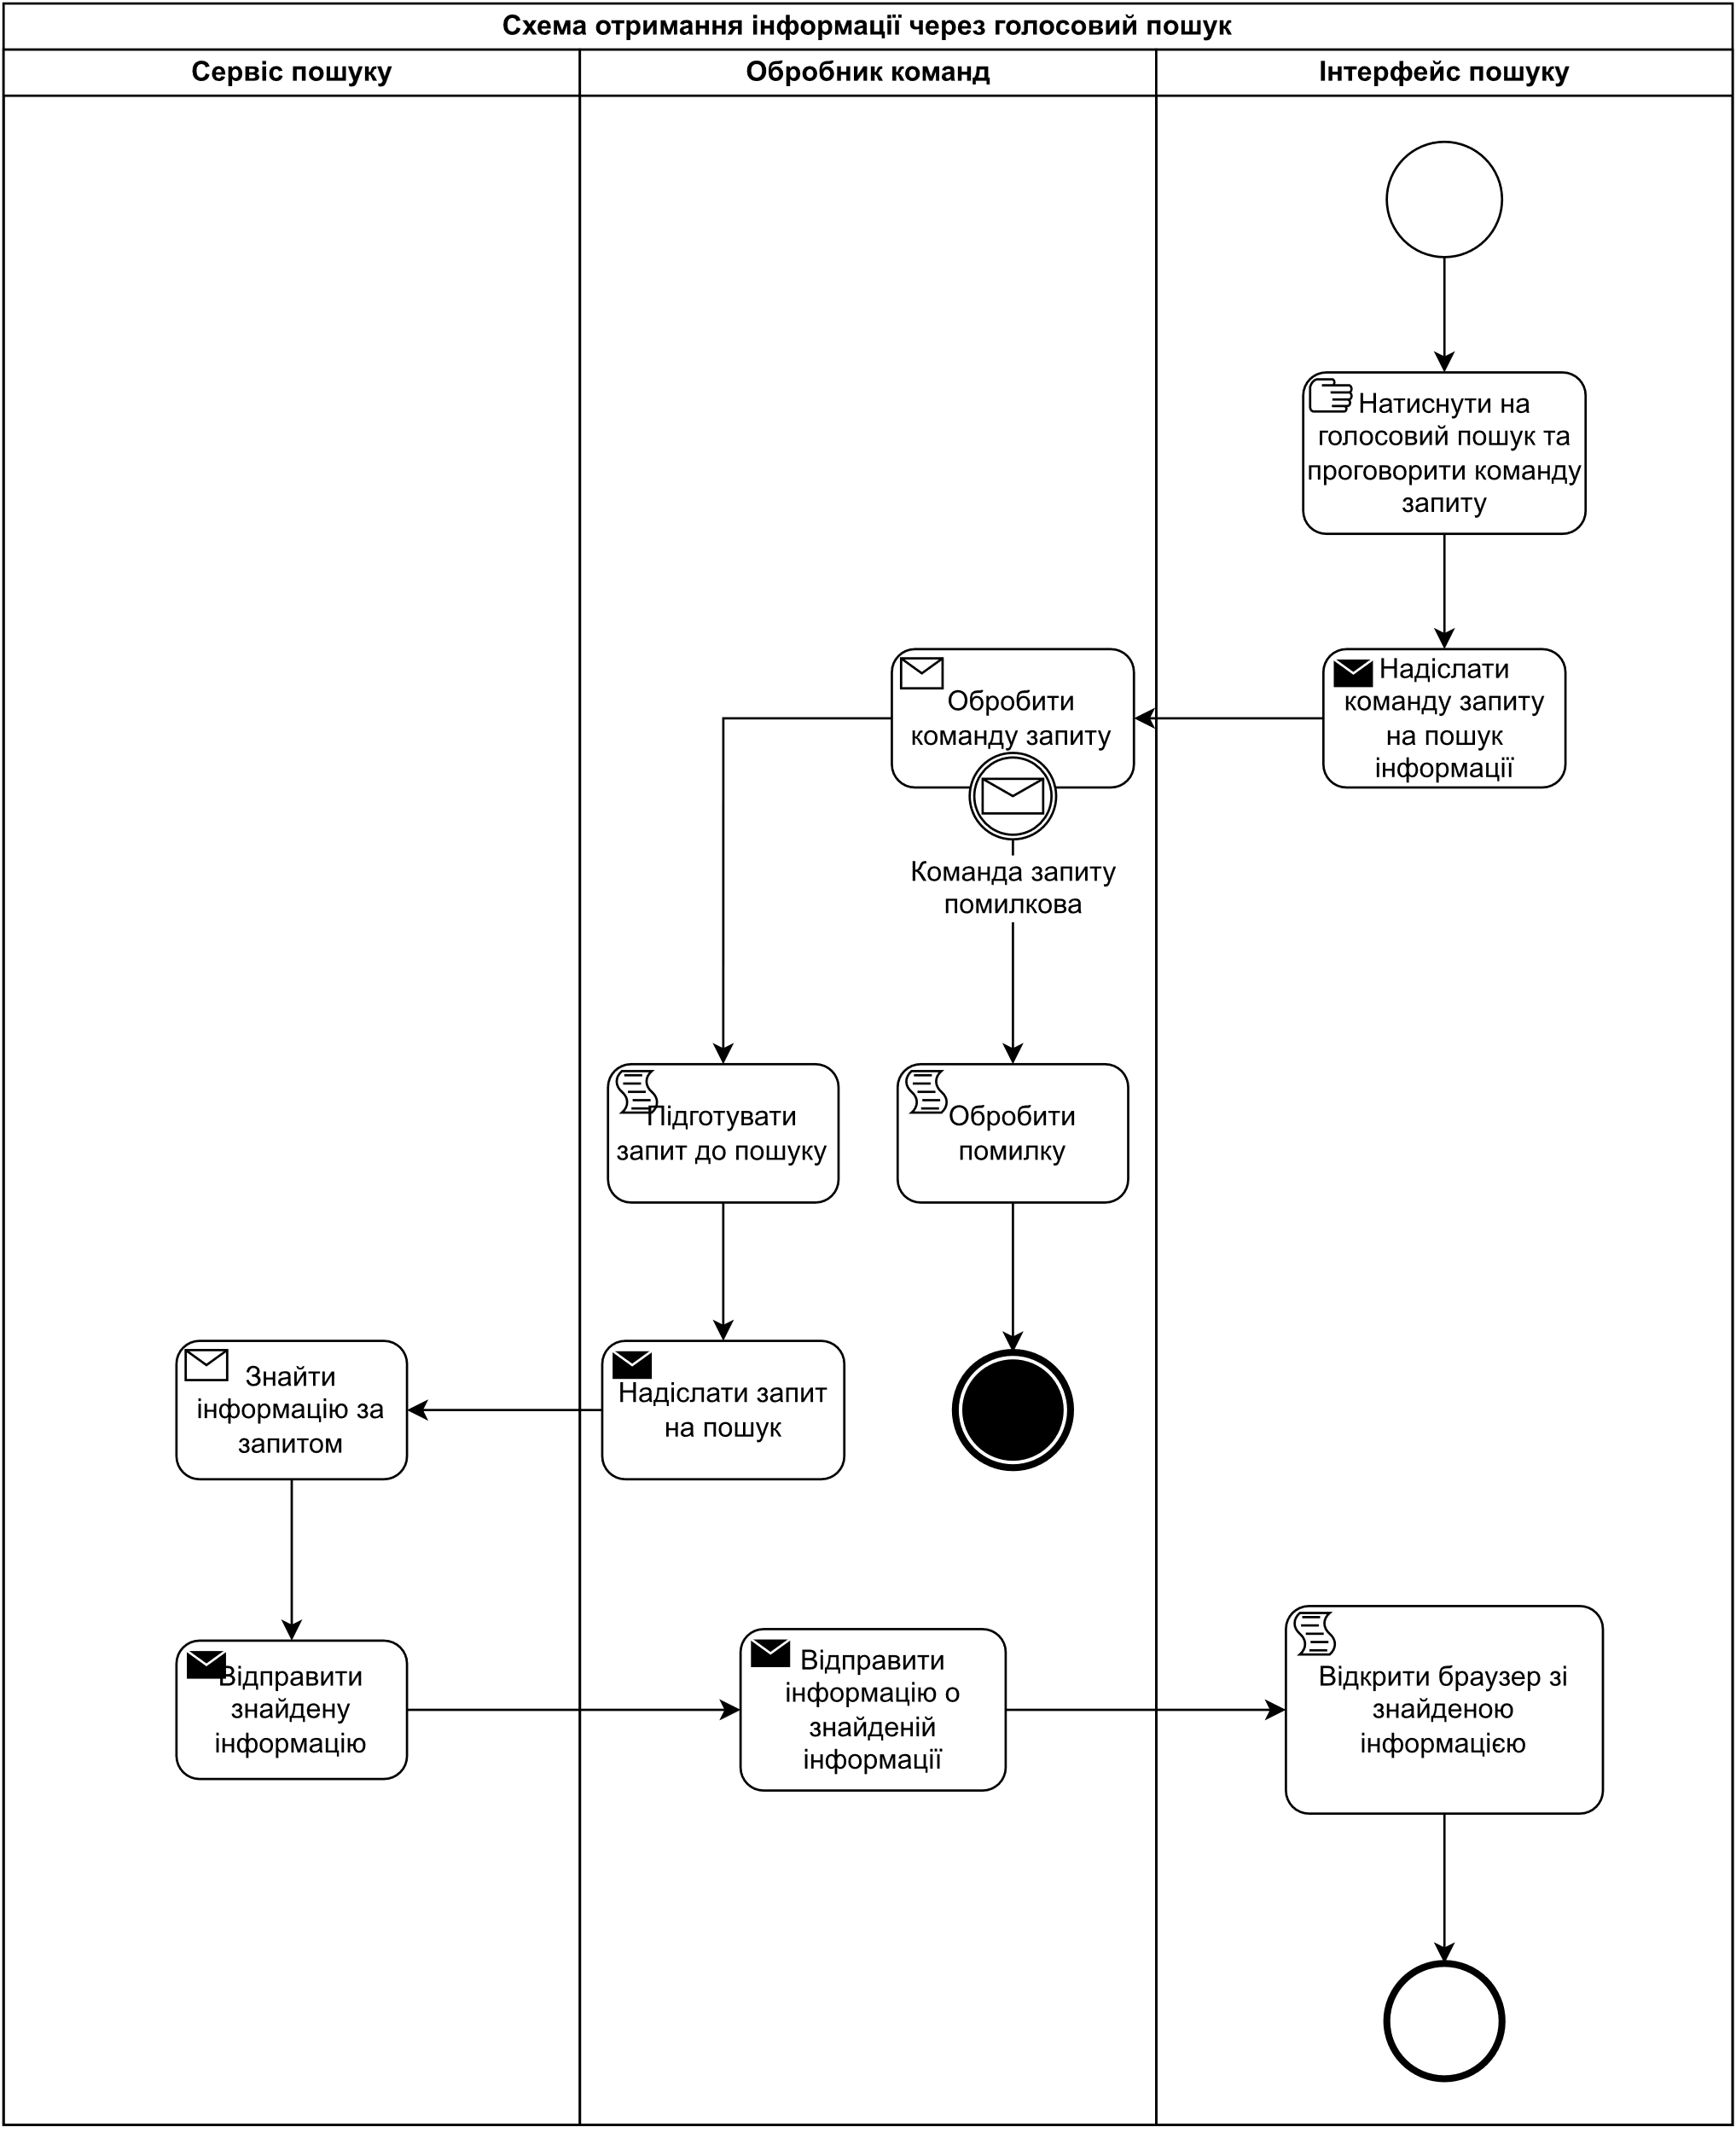 Схема отримання інформації через голосовий пошук
Сервіс пошуку
Обробник команд
Інтерфейс пошуку
Натиснути на
голосовий пошук та
проговорити команду
запиту
Надіслати
команду запиту
на пошук
інформації
Обробити
команду запиту
Команда запиту
помилкова
Підготувати
запит до пошуку
Обробити
помилку
Надіслати запит
на пошук
Знайти
інформацію за
запитом
Відправити
знайдену
інформацію
Відправити
інформацію о
знайденій
інформації
Відкрити браузер зі
знайденою
інформацією